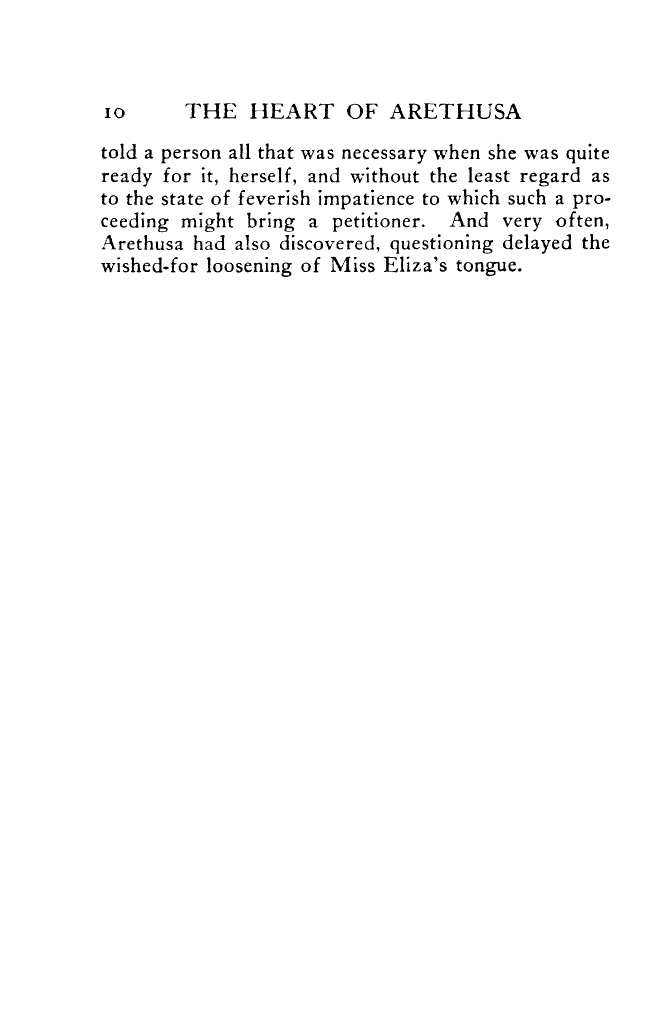 10 THE HEART OF ARETHUSA
told a person all that was necessary when she was quite
ready for it, herself, and without the least regard as
to the state of feverish impatience to which such a pro-
ceeding might bring a petitioner. And very often,
Arethusa had also discovered, questioning delayed the
wished-for loosening of Miss Eliza's tongue.